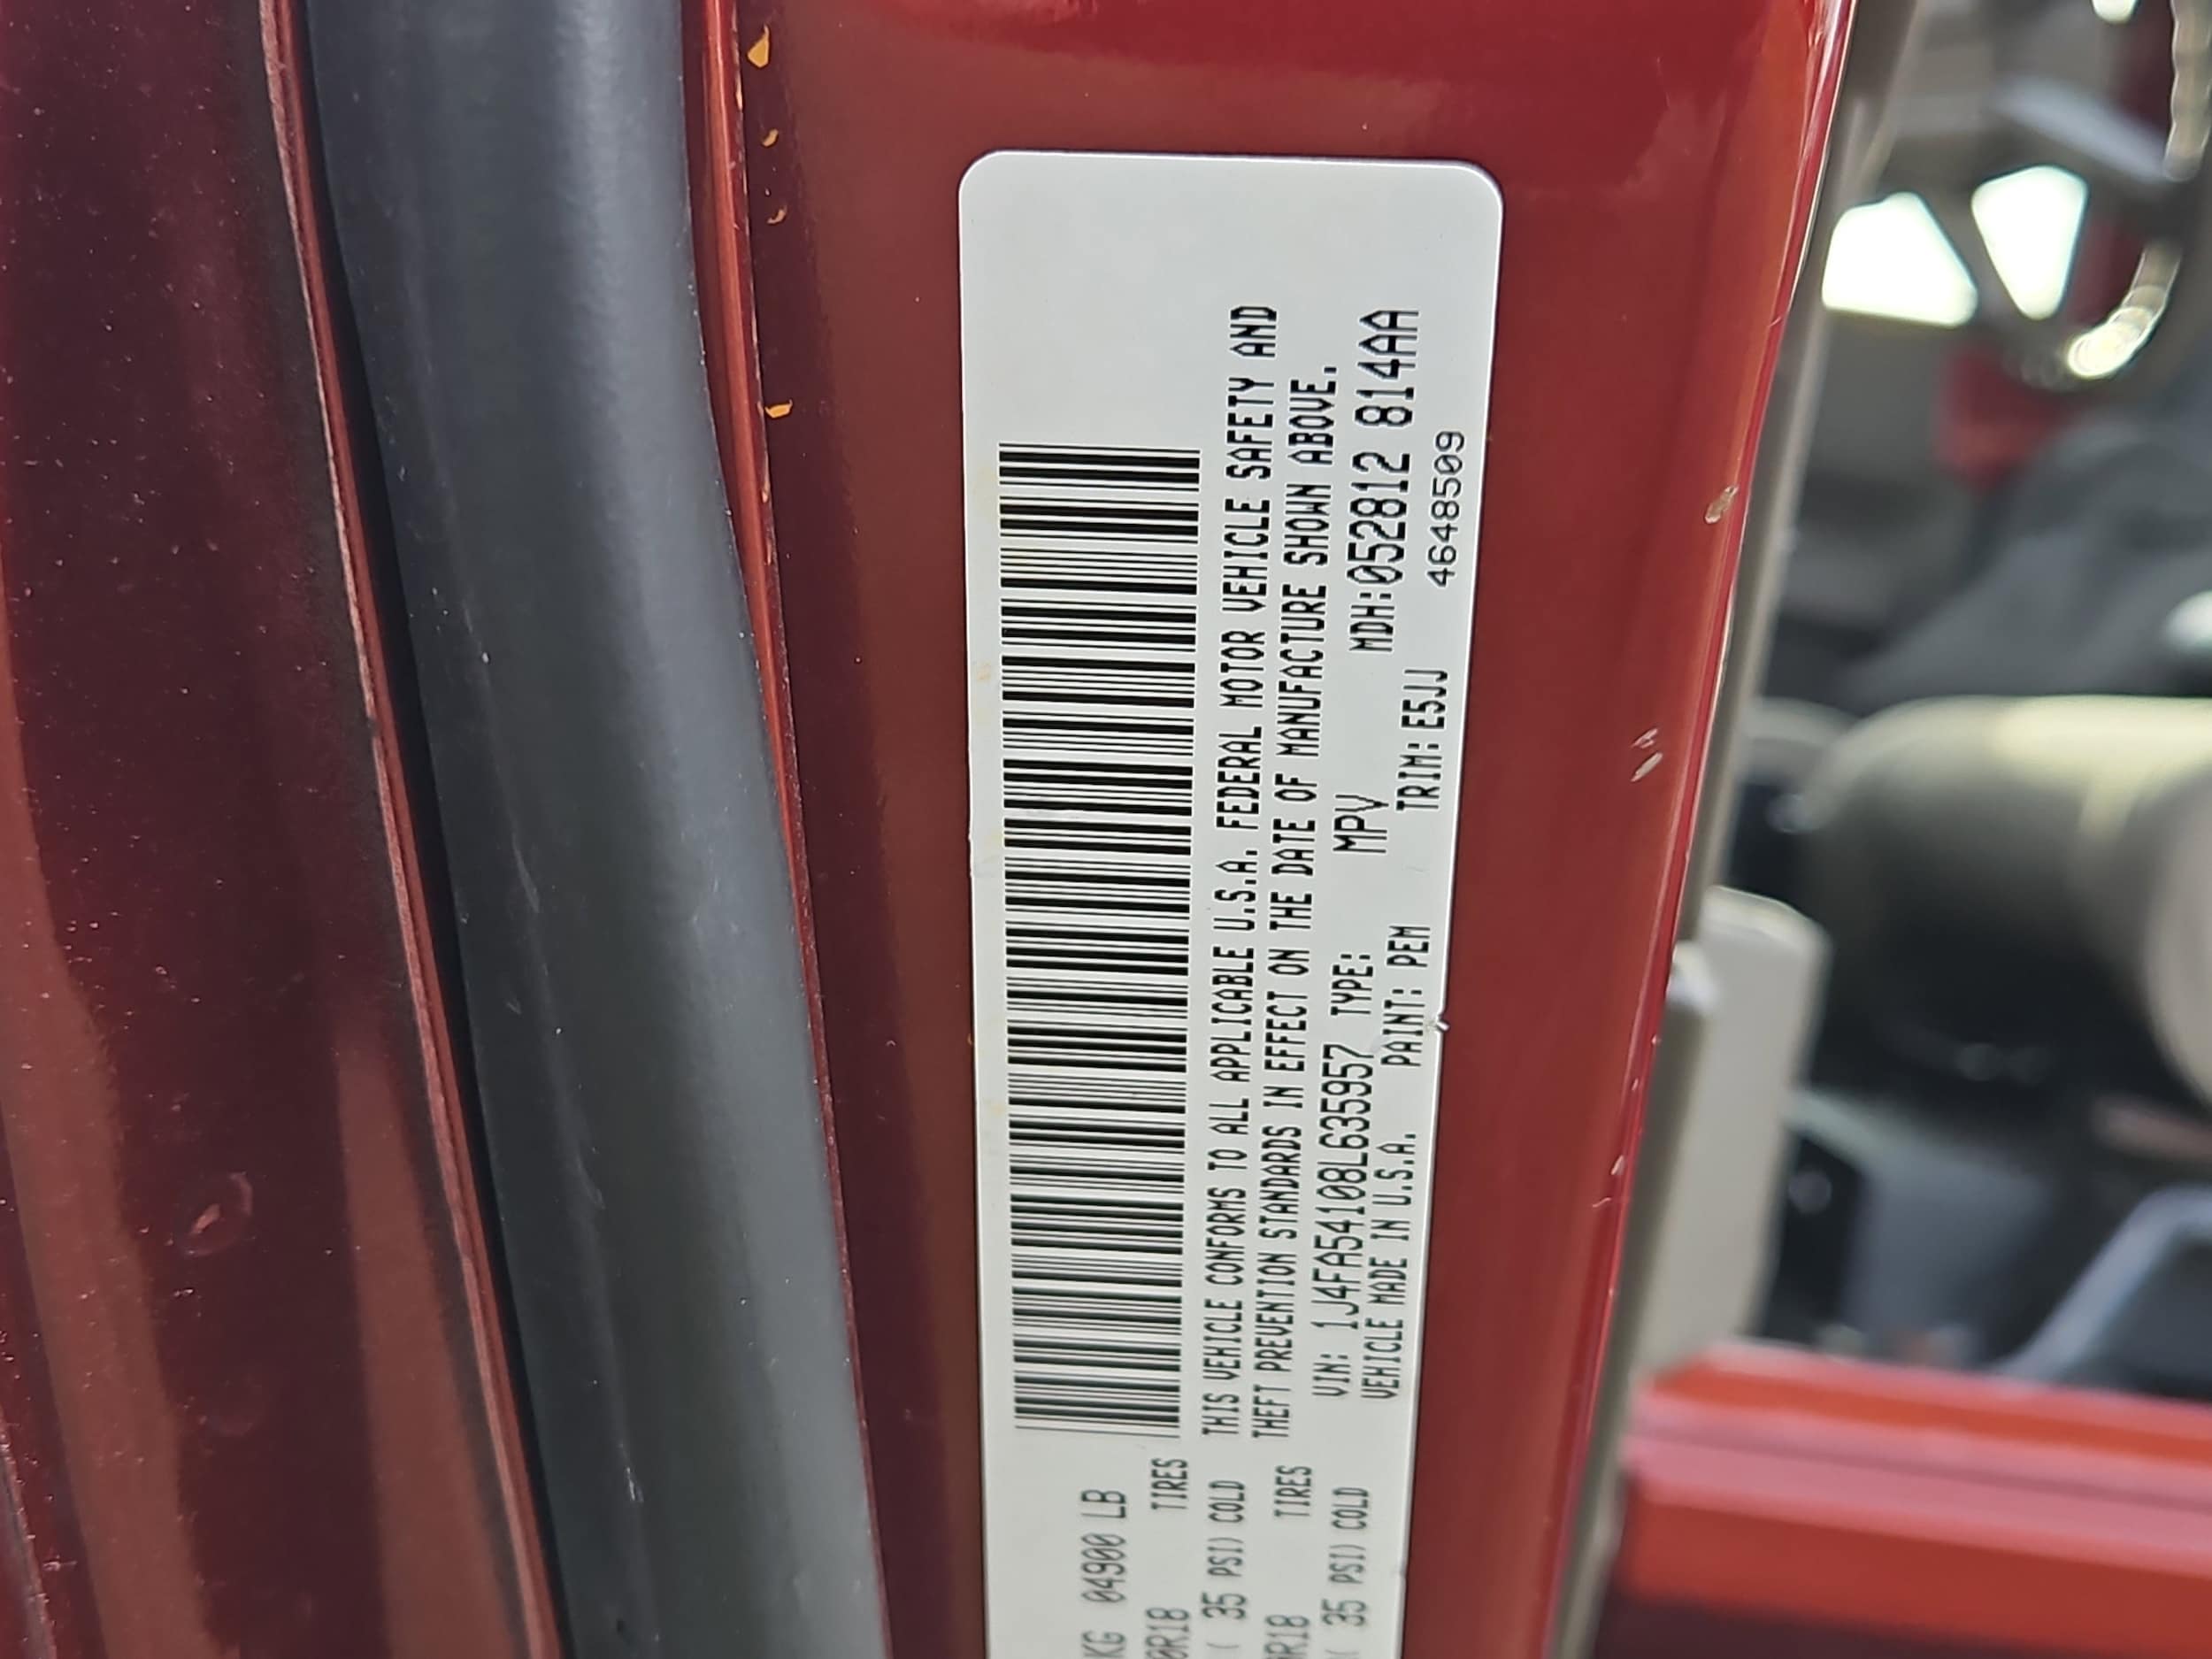 KG 04900 LB
0R18 TIRES
( 35 PSI) COLD
R18 TIRES
( 35 PSI) COLD
THIS VEHICLE CONFORMS TO ALL APPLICABLE U.S.A. FEDERAL MOTOR VEHICLE SAFETY AND
THEFT PREVENTION STANDARDS IN EFFECT ON THE DATE OF MANUFACTURE SHOWN ABOVE.
VIN: 1J4FA54108L635957 TYPE: MPV MDH:052812 814AA
VEHICLE MADE IN U.S.A. PAINT: PEM TRIM: E5JJ 4648509